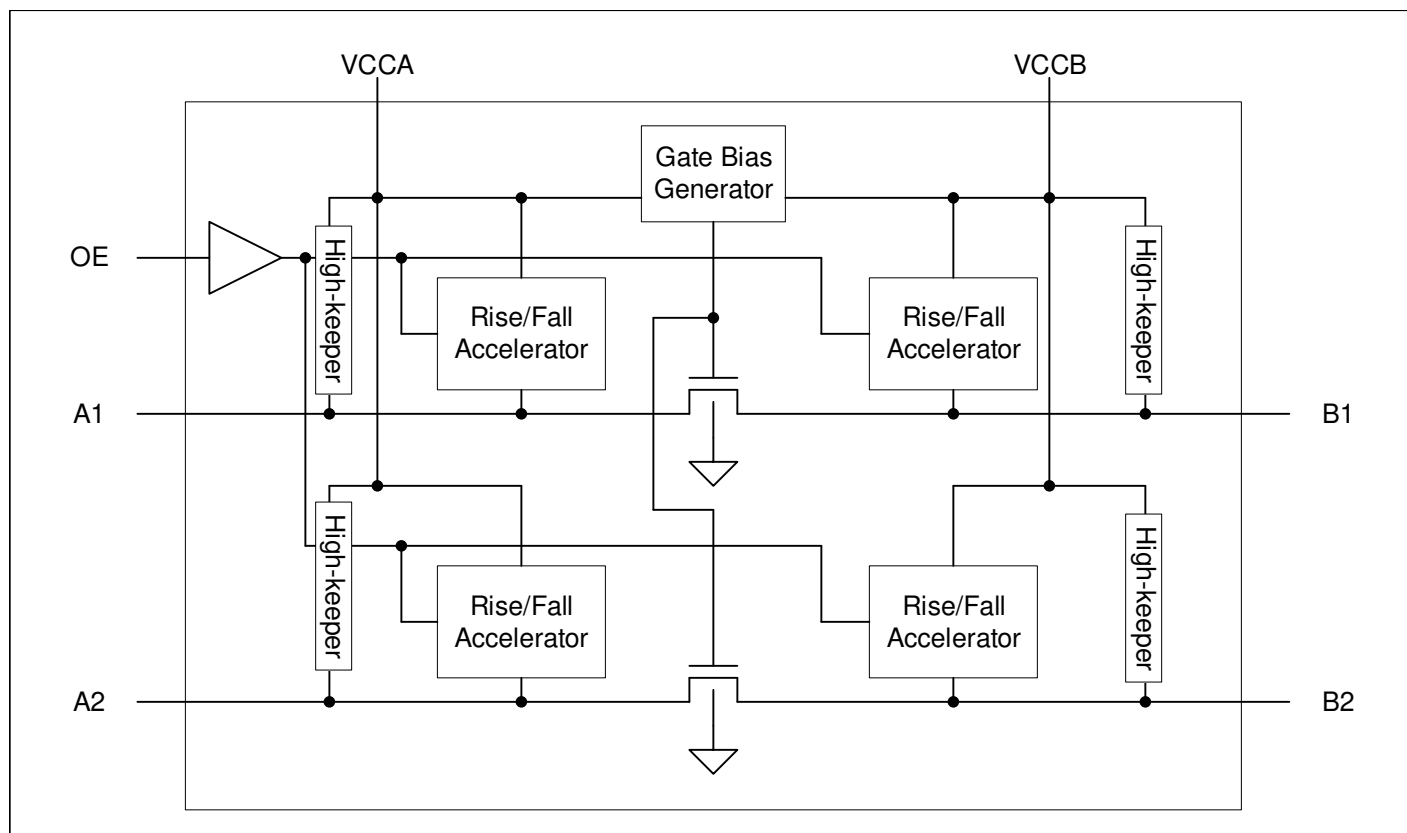 VCCA
VCCB
Gate Bias
Generator
OE
High-keeper
Rise/Fall
Accelerator
Rise/Fall
Accelerator
High-keeper
A1
B1
High-keeper
Rise/Fall
Accelerator
Rise/Fall
Accelerator
High-keeper
A2
B2